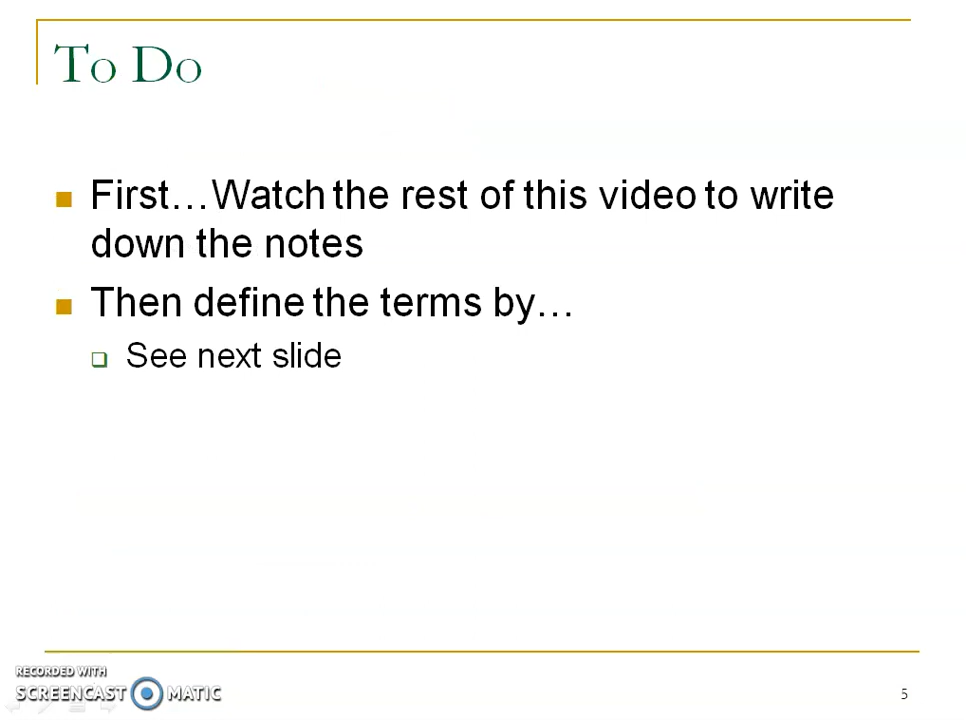 To Do
First…Watch the rest of this video to write
down the notes
Then define the terms by…
See next slide
RECORDED WITH
SCREENCAST MATIC
5